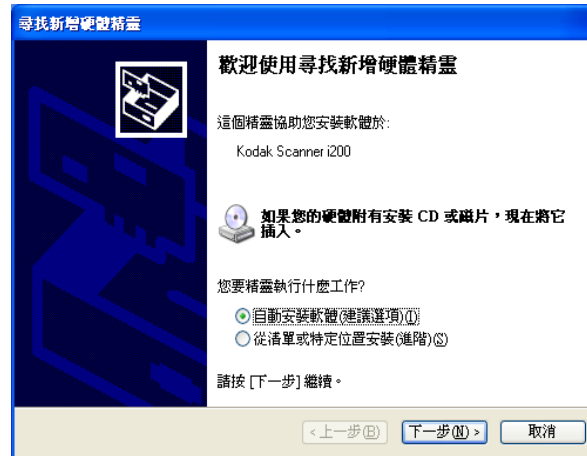 尋找新增硬體精靈
歡迎使用尋找新增硬體精靈
這個精靈協助您安裝軟體於:
Kodak Scanner i200
如果您的硬體附有安裝 CD 或磁片，現在將它
插入。
您要精靈執行什麼工作?
自動安裝軟體(建議選項)(I)
從清單或特定位置安裝(進階)(S)
請按 [下一步] 繼續。
<上一步(B) 下一步(N)> 取消